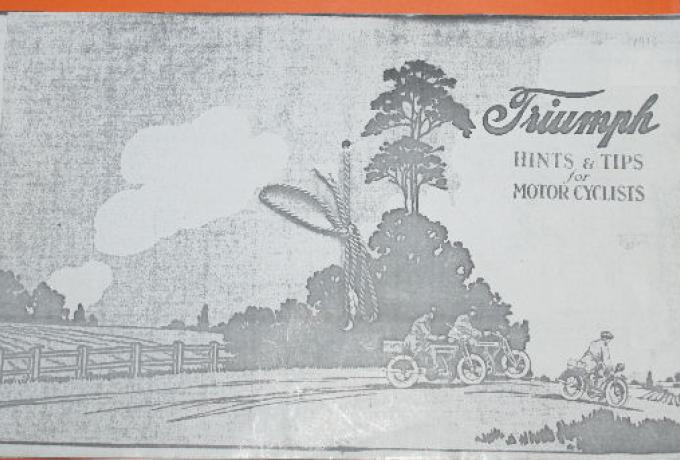 Triumph
HINTS & TIPS
for
MOTOR CYCLISTS